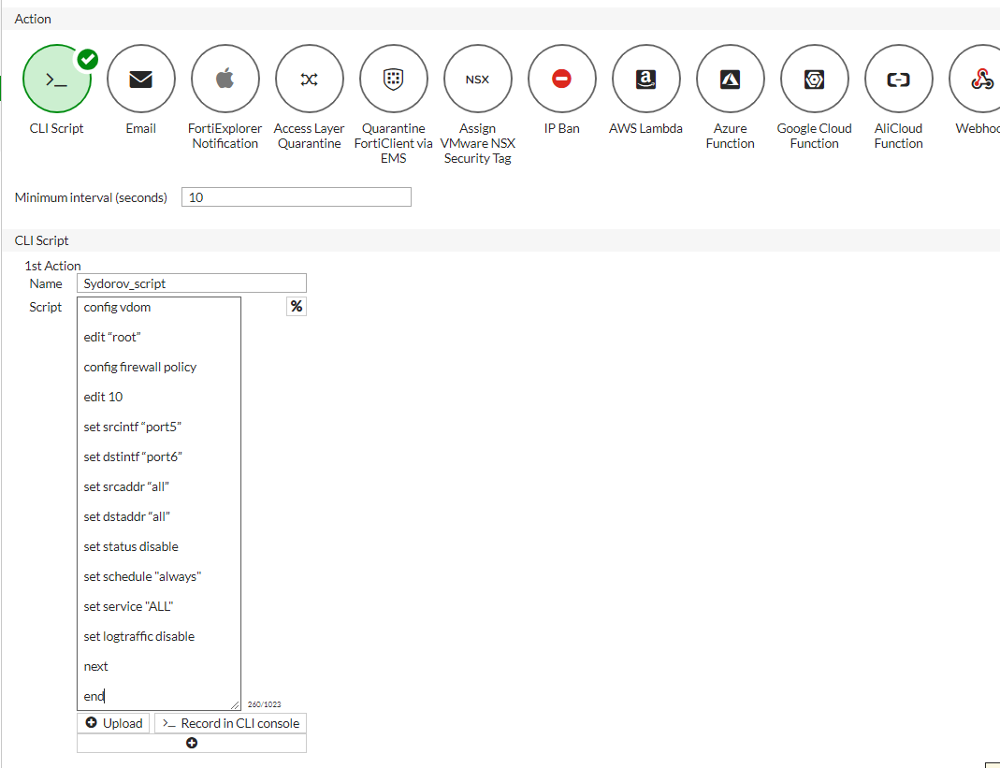 Action
CLI Script
Email
FortiExplorer
Notification
Access Layer
Quarantine
Quarantine
FortiClient via
EMS
NSX
Assign
VMware NSX
Security Tag
IP Ban
AWS Lambda
Azure
Function
Google Cloud
Function
AliCloud
Function
Webhoo
Minimum interval (seconds) 10
CLI Script
1st Action
Name Sydorov_script
Script
%
config vdom
edit “root”
config firewall policy
edit 10
set srcintf “port5”
set dstintf “port6”
set srcaddr “all”
set dstaddr “all”
set status disable
set schedule "always"
set service "ALL"
set logtraffic disable
next
end
260/1023
Upload
>_ Record in CLI console